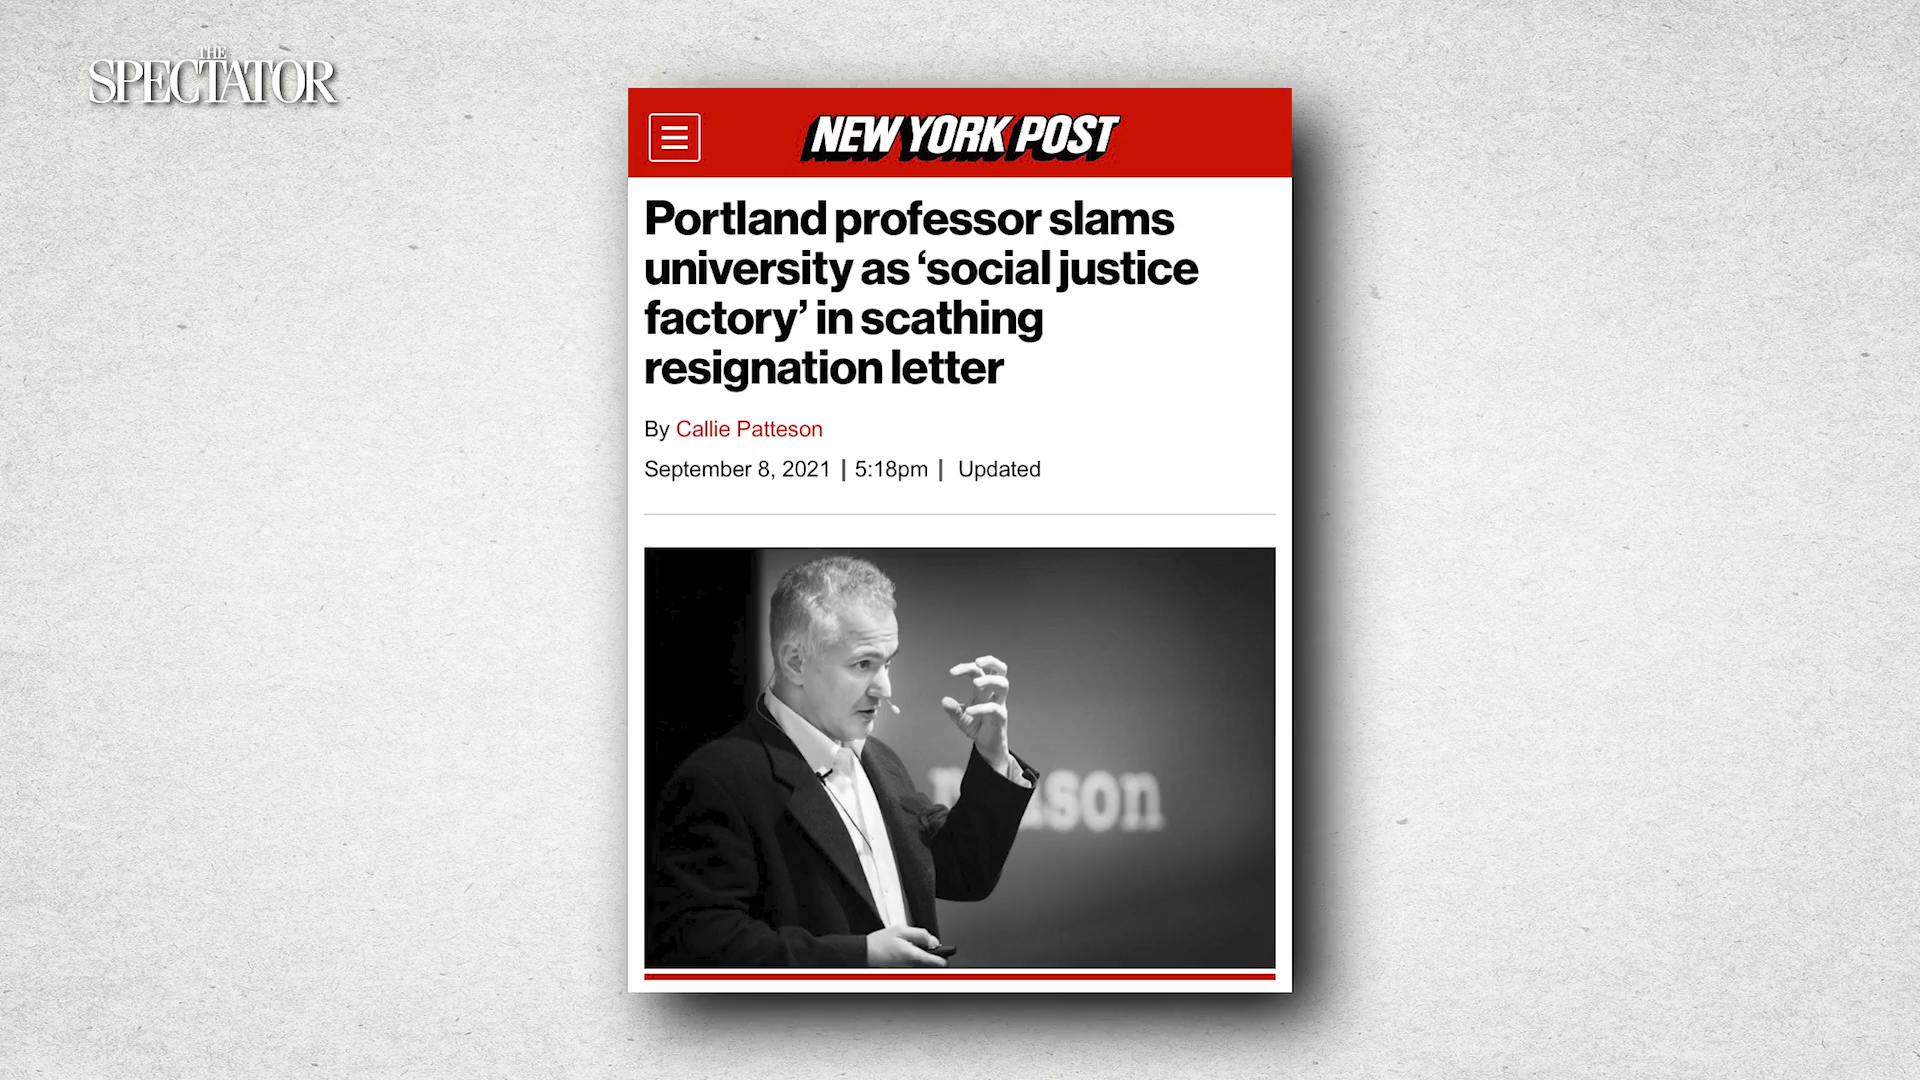 THE
SPECTATOR
NEW YORK POST
Portland professor slams
university as ‘social justice
factory’ in scathing
resignation letter
By Callie Patteson
September 8, 2021 | 5:18pm | Updated
son